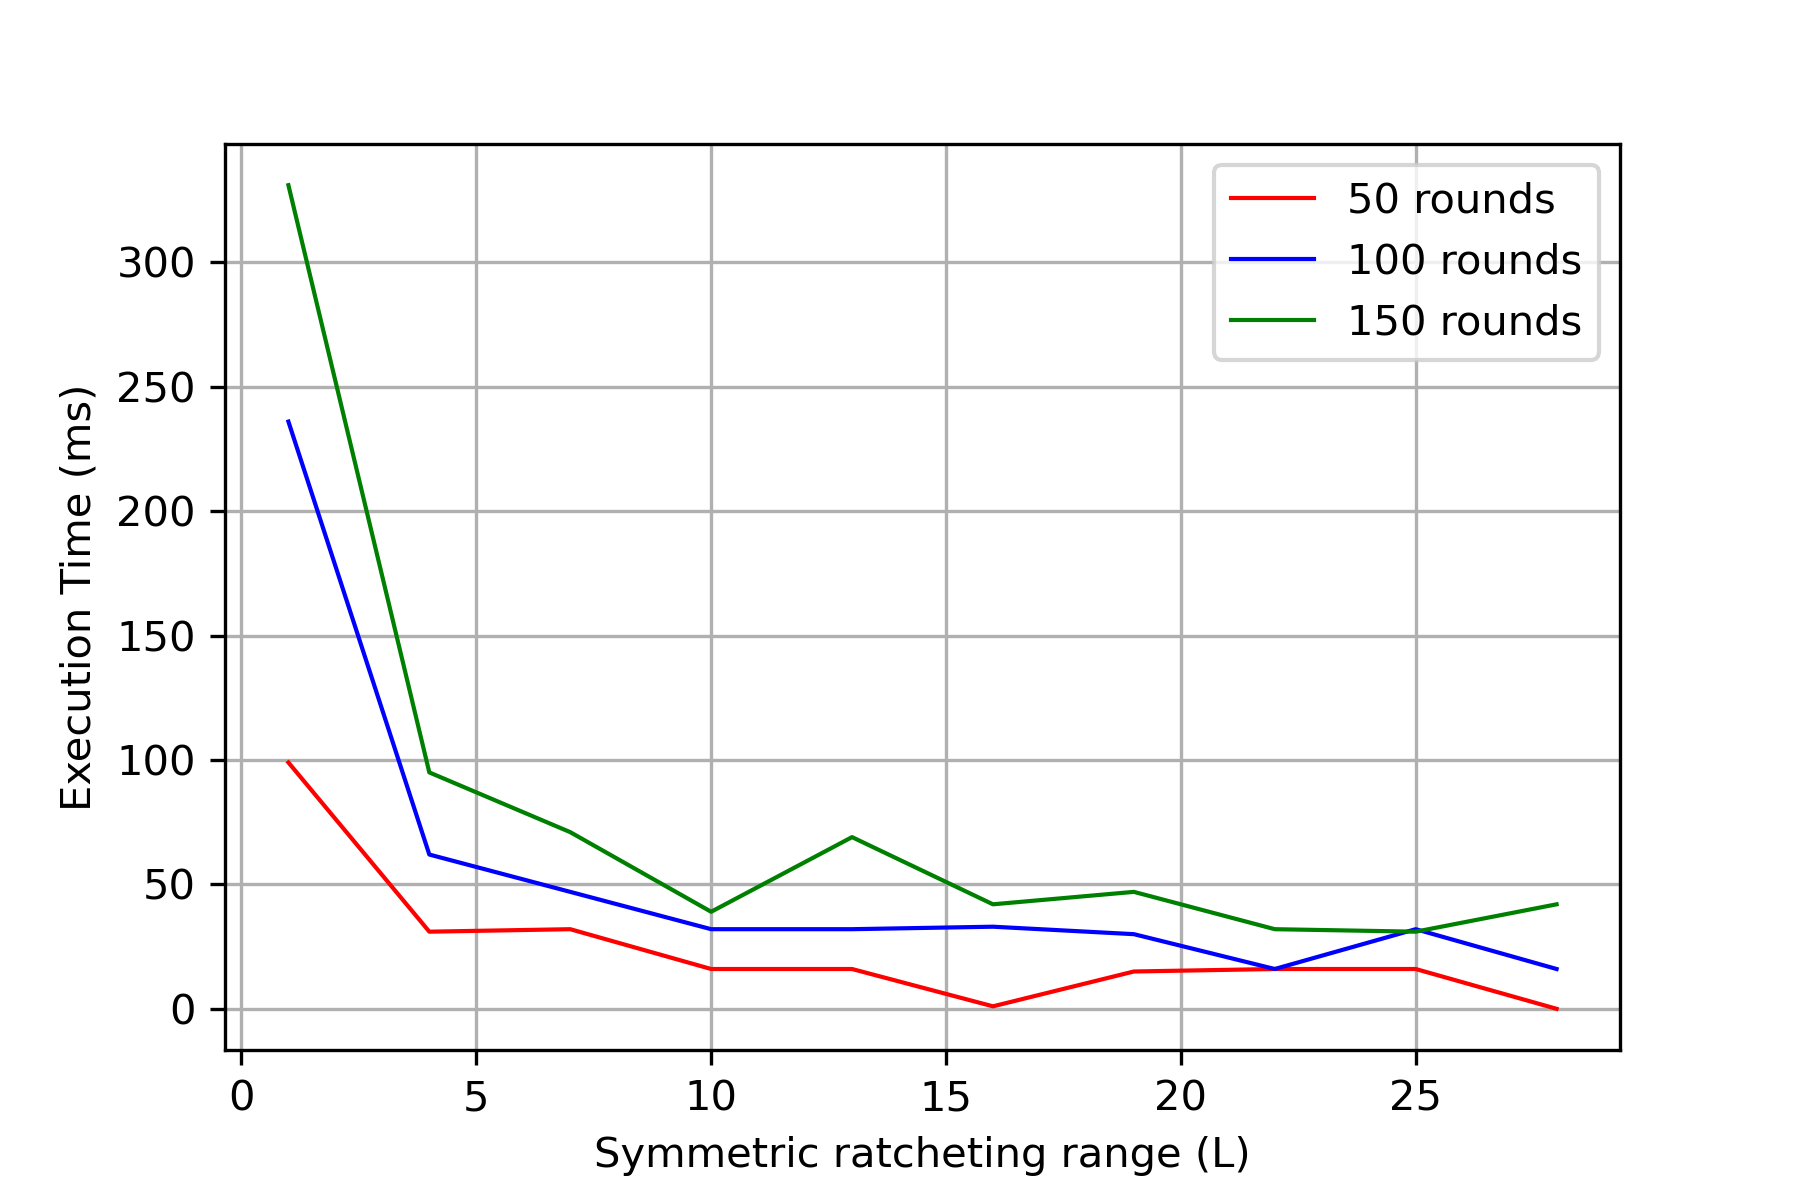 50 rounds
100 rounds
150 rounds
Execution Time (ms)
300
250
200
150
100
50
0
0 5 10 15 20 25
Symmetric ratcheting range (L)